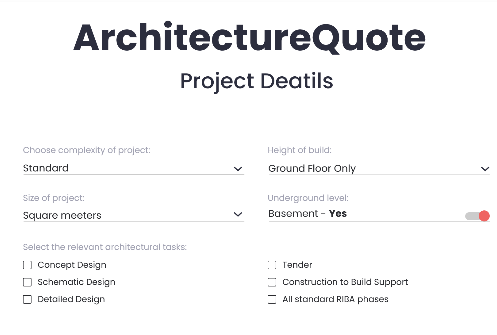 ArchitectureQuote
Project Deatils
Choose complexity of project:
Height of build:
Standard
Ground Floor Only
Size of project:
Underground level:
Square meeters
Basement - Yes
Select the relevant architectural tasks:
Concept Design
Tender
Schematic Design
Construction to Build Support
Detailed Design
All standard RIBA phases